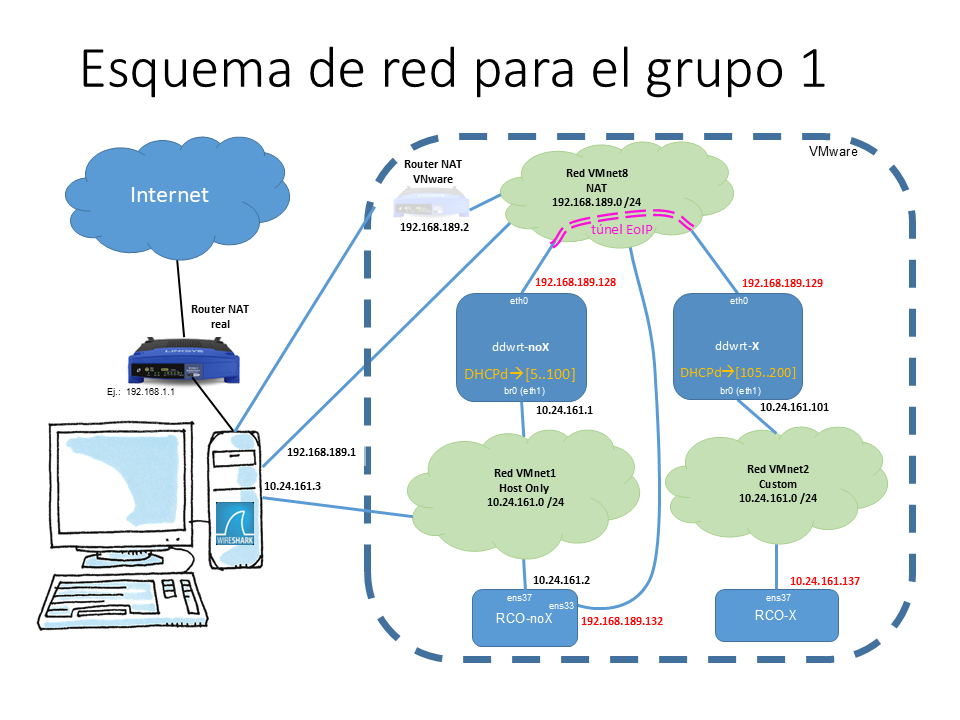 Esquema de red para el grupo 1
VMware
Internet
Router NAT
VNware
192.168.189.2
Red VMnet8
NAT
192.168.189.0 /24
túnel EoIP
192.168.189.128
192.168.189.129
Router NAT
real
LINKSYS
Ej.: 192.168.1.1
eth0
ddwrt-noX
DHCPd→[5..100]
br0 (eth1)
eth0
ddwrt-X
DHCPd→[105..200]
br0 (eth1)
10.24.161.1
10.24.161.101
192.168.189.1
10.24.161.3
WIRESHARK
Red VMnet1
Host Only
10.24.161.0 /24
Red VMnet2
Custom
10.24.161.0 /24
10.24.161.2
10.24.161.137
ens37
ens33
RCO-noX
192.168.189.132
ens37
RCO-X